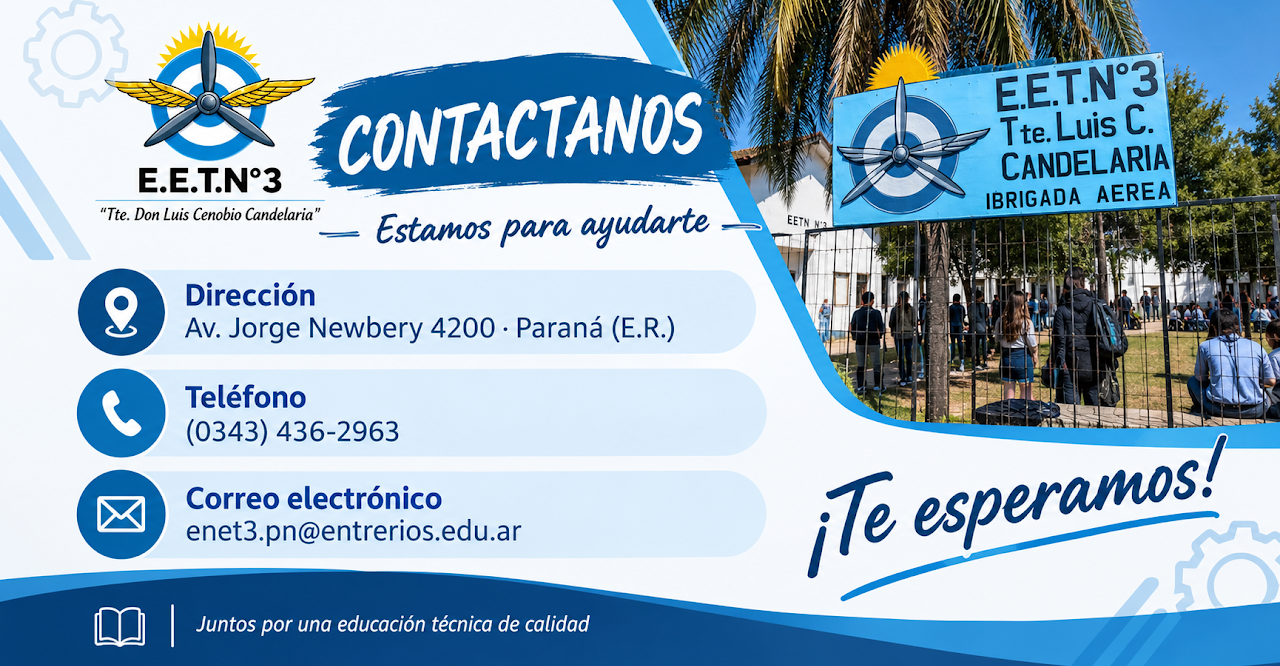 E.E.T.N°3
"Tte. Don Luis Cenobio Candelaria"
CONTACTANOS
Estamos para ayudarte
Dirección
Av. Jorge Newbery 4200 · Paraná (E.R.)
Teléfono
(0343) 436-2963
Correo electrónico
enet3.pn@entrerios.edu.ar
E.E.T.N°3
Tte. Luis C.
CANDELARIA
IBRIGADA AEREA
EETN N°3
¡Te esperamos!
Juntos por una educación técnica de calidad